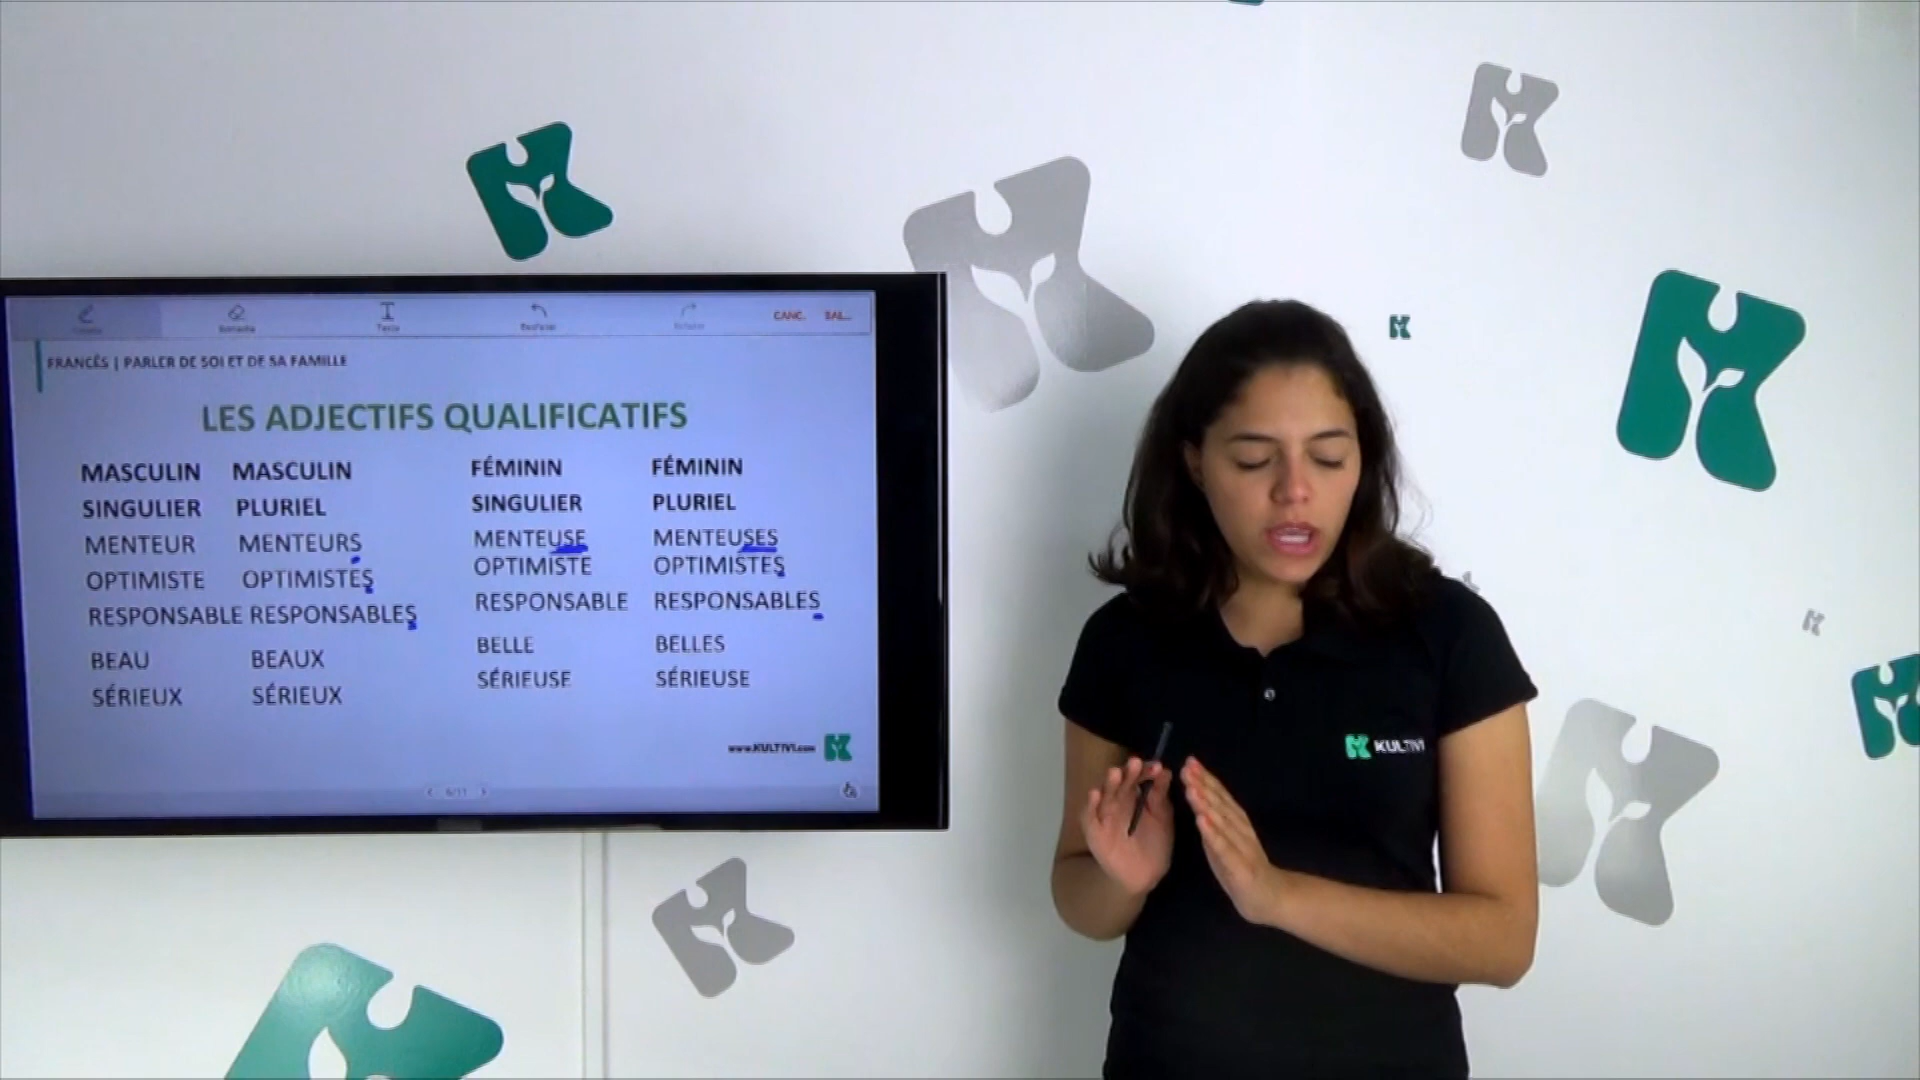 CANC.
SAL...
FRANCÊS | PARLER DE SOI ET DE SA FAMILLE
LES ADJECTIFS QUALIFICATIFS
MASCULIN MASCULIN FÉMININ FÉMININ
SINGULIER PLURIEL SINGULIER PLURIEL
MENTEUR MENTEURS MENTEUSE MENTEUSES
OPTIMISTE OPTIMISTES OPTIMISTE OPTIMISTES
RESPONSABLE RESPONSABLES RESPONSABLE RESPONSABLES
BEAU BEAUX BELLE BELLES
SÉRIEUX SÉRIEUX SÉRIEUSE SÉRIEUSE
www.KULTIVI.com
6/11
KULTIVI